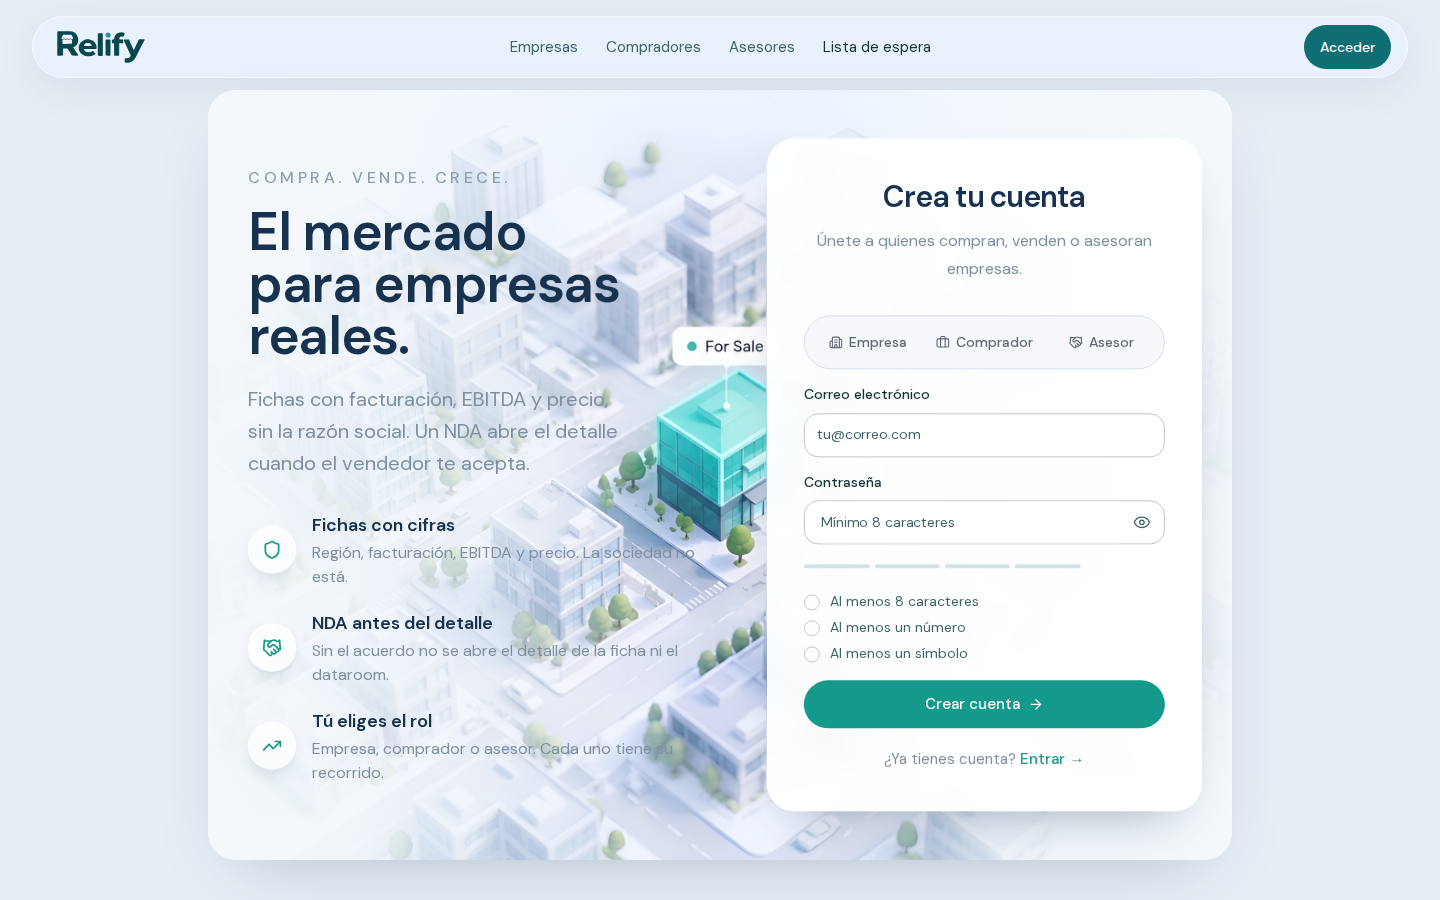 Relify
Empresas
Compradores
Asesores
Lista de espera
Acceder
COMPRA. VENDE. CRECE.
El mercado
para empresas
reales.
Fichas con facturación, EBITDA y precio,
sin la razón social. Un NDA abre el detalle
cuando el vendedor te acepta.
Fichas con cifras
Región, facturación, EBITDA y precio. La sociedad no
está.
NDA antes del detalle
Sin el acuerdo no se abre el detalle de la ficha ni el
dataroom.
Tú eliges el rol
Empresa, comprador o asesor. Cada uno tiene su
recorrido.
For Sale
Crea tu cuenta
Únete a quienes compran, venden o asesoran
empresas.
Empresa
Comprador
Asesor
Correo electrónico
tu@correo.com
Contraseña
Mínimo 8 caracteres
Al menos 8 caracteres
Al menos un número
Al menos un símbolo
Crear cuenta →
¿Ya tienes cuenta? Entrar →